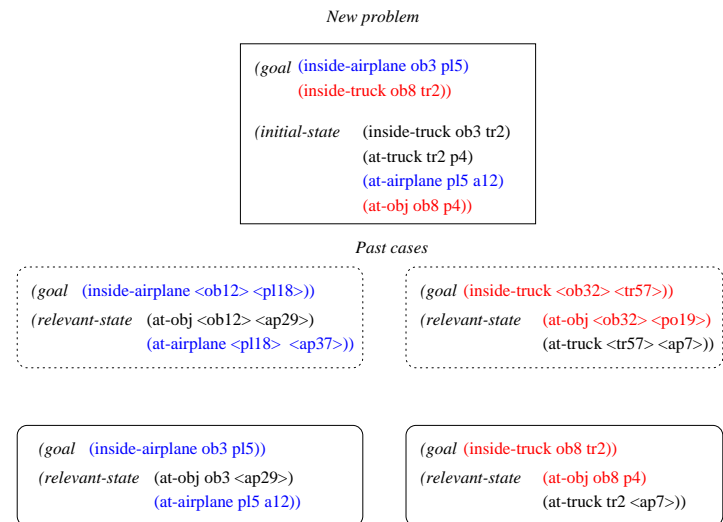 New problem
(goal (inside-airplane ob3 pl5)
(inside-truck ob8 tr2))
(initial-state (inside-truck ob3 tr2)
(at-truck tr2 p4)
(at-airplane pl5 a12)
(at-obj ob8 p4))
Past cases
(goal (inside-airplane <ob12> <pl18>))
(relevant-state (at-obj <ob12> <ap29>)
(at-airplane <pl18> <ap37>))
(goal (inside-truck <ob32> <tr57>))
(relevant-state (at-obj <ob32> <po19>)
(at-truck <tr57> <ap7>))
(goal (inside-airplane ob3 pl5))
(relevant-state (at-obj ob3 <ap29>)
(at-airplane pl5 a12))
(goal (inside-truck ob8 tr2))
(relevant-state (at-obj ob8 p4)
(at-truck tr2 <ap7>))